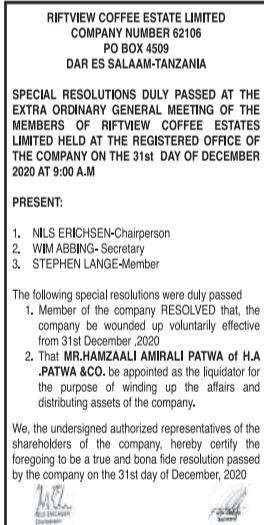 RIFTVIEW COFFEE ESTATE LIMITED
COMPANY NUMBER 62106
PO BOX 4509
DAR ES SALAAM-TANZANIA
SPECIAL RESOLUTIONS DULY PASSED AT THE
EXTRA ORDINARY GENERAL MEETING OF THE
MEMBERS OF RIFTVIEW COFFEE ESTATES
LIMITED HELD AT THE REGISTERED OFFICE OF
THE COMPANY ON THE 31st DAY OF DECEMBER
2020 AT 9:00 A.M
PRESENT:
1. NILS ERICHSEN-Chairperson
2. WIM ABBING- Secretary
3. STEPHEN LANGE-Member
The following special resolutions were duly passed
1. Member of the company RESOLVED that, the
company be wounded up voluntarily effective
from 31st December ,2020
2. That MR.HAMZAALI AMIRALI PATWA of H.A
.PATWA &CO. be appointed as the liquidator for
the purpose of winding up the affairs and
distributing assets of the company.
We, the undersigned authorized representatives of the
shareholders of the company, hereby certify the
foregoing to be a true and bona fide resolution passed
by the company on the 31st day of December, 2020
NILS ERICHSEN
Chairperson